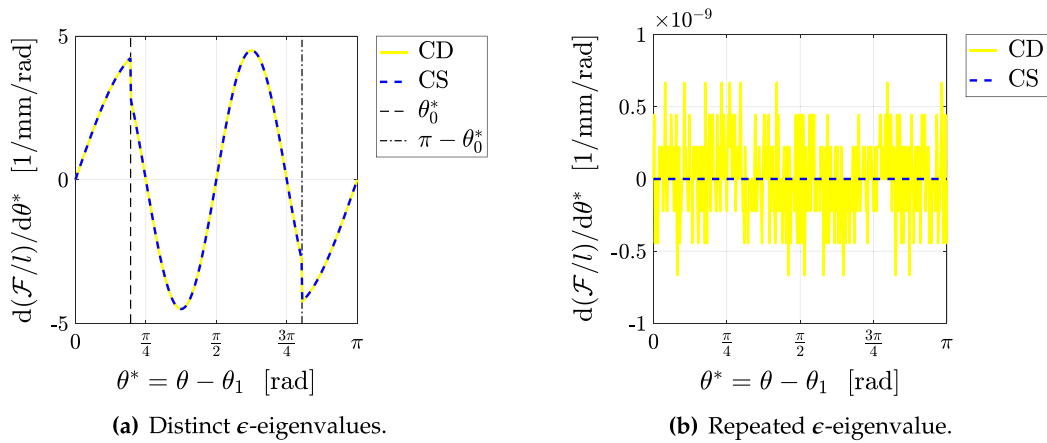 5
0
-5
d(ℱ/l)/dθ* [1/mm/rad]
0
π/4
π/2
3π/4
π
θ* = θ − θ₁ [rad]
CD
CS
θ₀*
π − θ₀*
(a) Distinct ϵ-eigenvalues.
×10⁻⁹
1
0.5
0
-0.5
-1
d(ℱ/l)/dθ* [1/mm/rad]
0
π/4
π/2
3π/4
π
θ* = θ − θ₁ [rad]
CD
CS
(b) Repeated ϵ-eigenvalue.